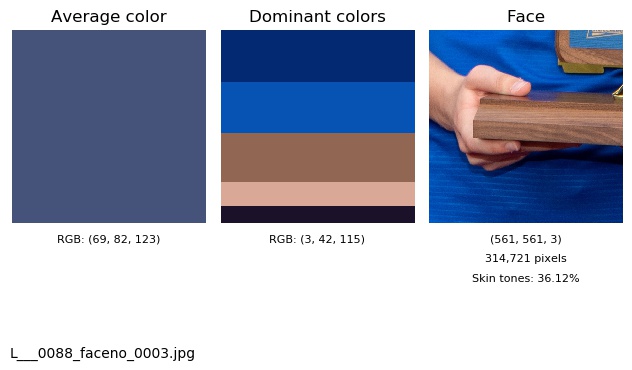 Average color
Dominant colors
Face
RGB: (69, 82, 123)
RGB: (3, 42, 115)
(561, 561, 3)
314,721 pixels
Skin tones: 36.12%
L___0088_faceno_0003.jpg